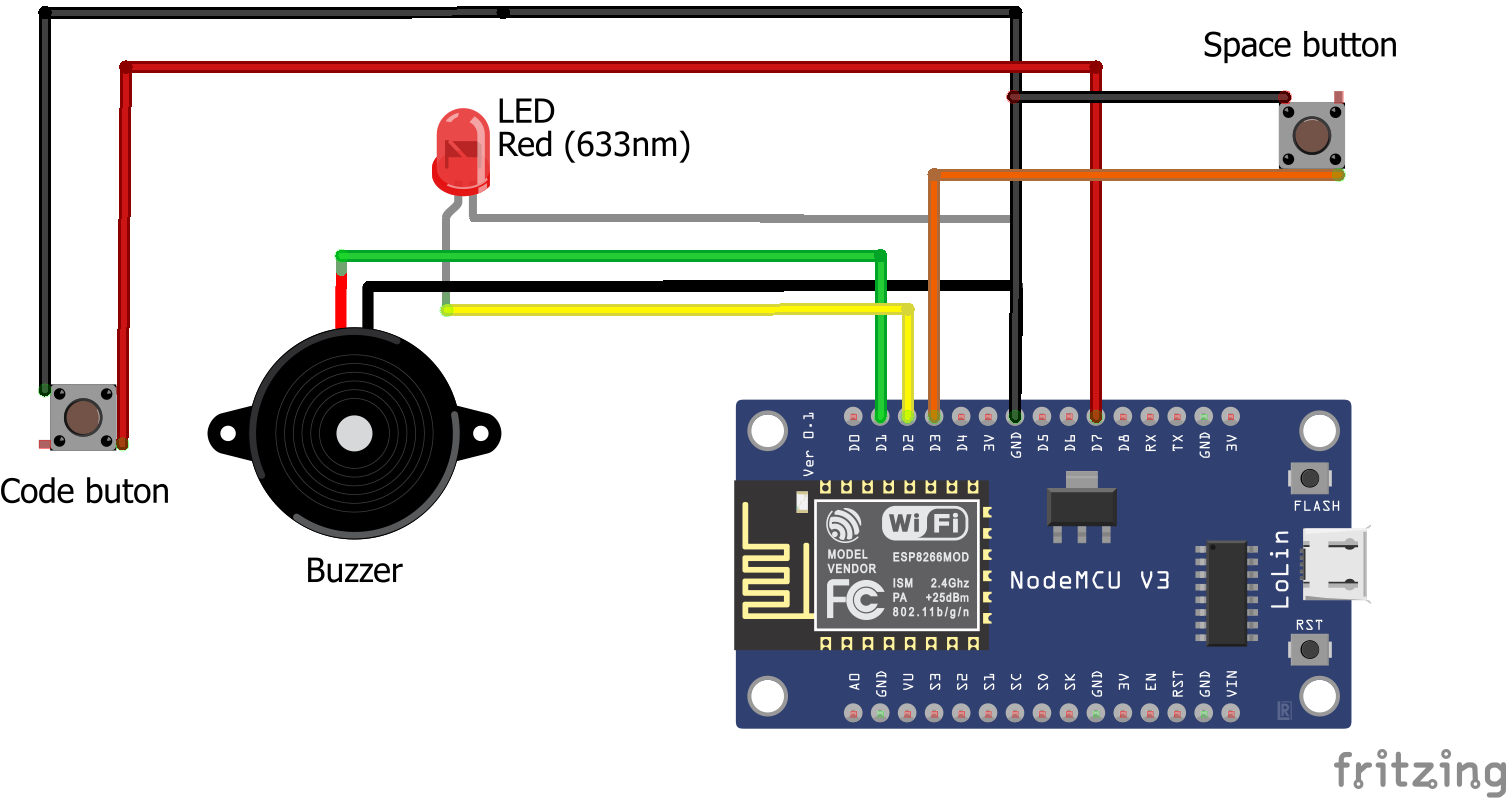 Space button
LED
Red (633nm)
Code buton
Buzzer
Ver 0.1
D0 D1 D2 D3 D4 3V GND D5 D6 D7 D8 RX TX GND 3V
FLASH
WiFi
MODEL
VENDOR
ESP8266MOD
FC
ISM 2.4Ghz
PA +25dBm
802.11b/g/n
NodeMCU V3
LoLin
RST
A0 GND VU S3 S2 S1 SC S0 SK GND 3V EN RST GND VIN
fritzing